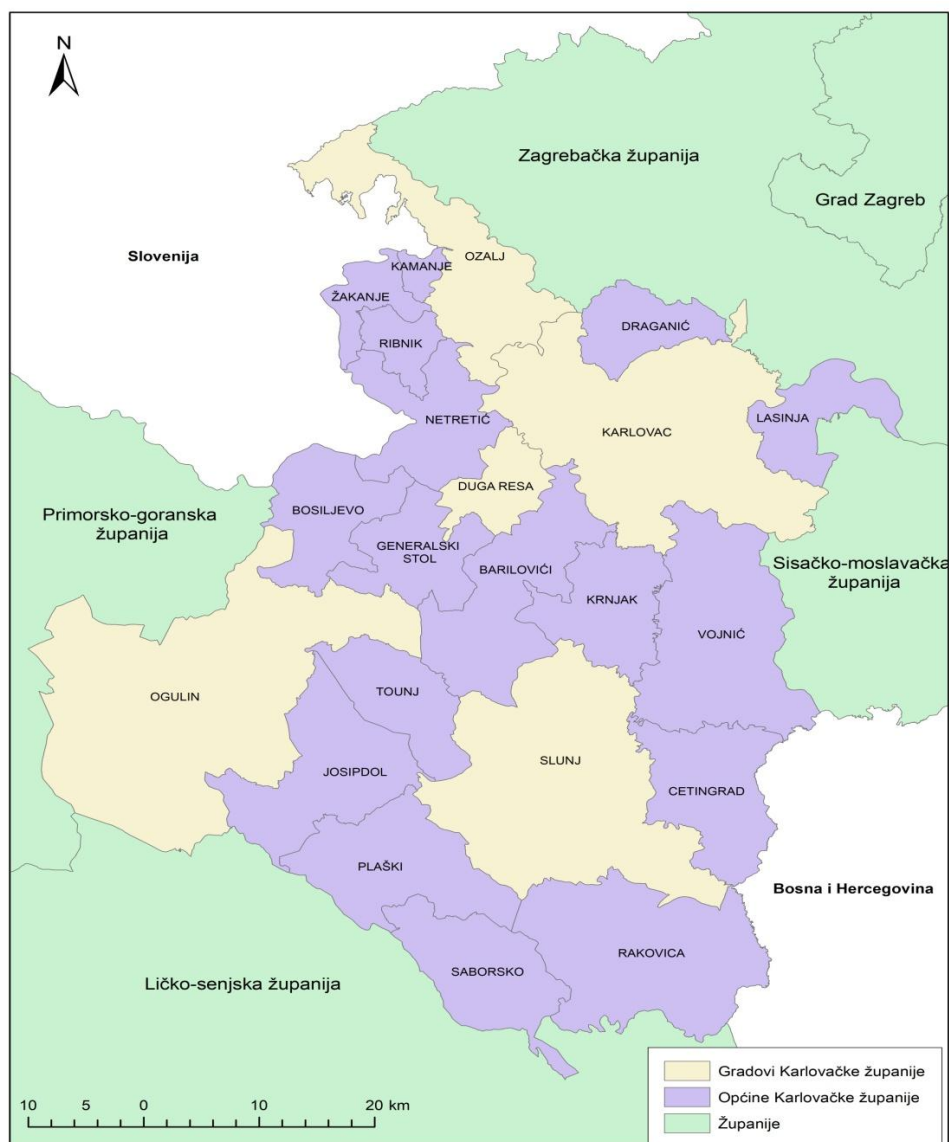 N
Zagrebačka županija
Grad Zagreb
Slovenija
OZALJ
KAMANJE
ŽAKANJE
DRAGANIĆ
RIBNIK
NETRETIĆ
LASINJA
KARLOVAC
DUGA RESA
BOSILJEVO
Primorsko-goranska
županija
GENERALSKI
STOL
BARILOVIĆI
Sisačko-moslavačka
županija
KRNJAK
VOJNIĆ
OGULIN
TOUNJ
SLUNJ
JOSIPDOL
CETINGRAD
PLAŠKI
Bosna i Hercegovina
RAKOVICA
SABORSKO
Ličko-senjska županija
Gradovi Karlovačke županije
Općine Karlovačke županije
Županije
10 5 0 10 20 km